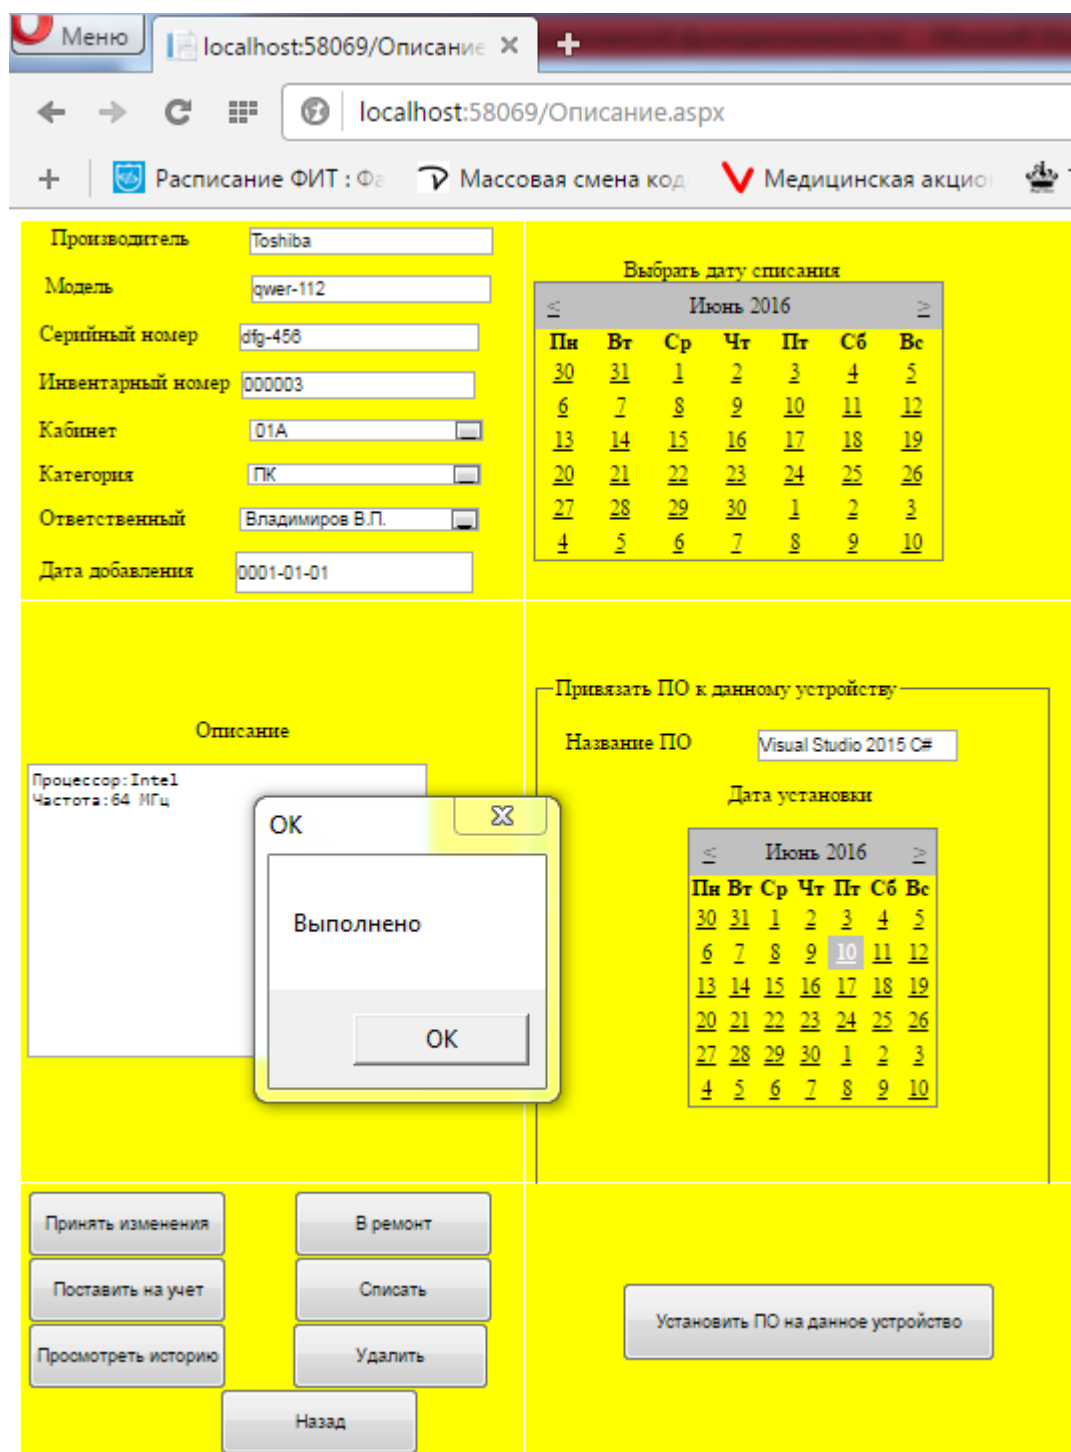 Меню
localhost:58069/Описание
localhost:58069/Описание.aspx
Расписание ФИТ : Фа
Массовая смена код
Медицинская акцио
Производитель Toshiba
Модель qwer-112
Серийный номер dfg-456
Инвентарный номер 000003
Кабинет 01А
Категория ПК
Ответственный Владимиров В.П.
Дата добавления 0001-01-01
Выбрать дату списания
< Июнь 2016 >
Пн Вт Ср Чт Пт Сб Вс
30 31 1 2 3 4 5
6 7 8 9 10 11 12
13 14 15 16 17 18 19
20 21 22 23 24 25 26
27 28 29 30 1 2 3
4 5 6 7 8 9 10
Описание
Процессор:Intel
Частота:64 МГц
OK
Выполнено
OK
Привязать ПО к данному устройству
Название ПО Visual Studio 2015 C#
Дата установки
< Июнь 2016 >
Пн Вт Ср Чт Пт Сб Вс
30 31 1 2 3 4 5
6 7 8 9 10 11 12
13 14 15 16 17 18 19
20 21 22 23 24 25 26
27 28 29 30 1 2 3
4 5 6 7 8 9 10
Принять изменения
В ремонт
Поставить на учет
Списать
Просмотреть историю
Удалить
Назад
Установить ПО на данное устройство